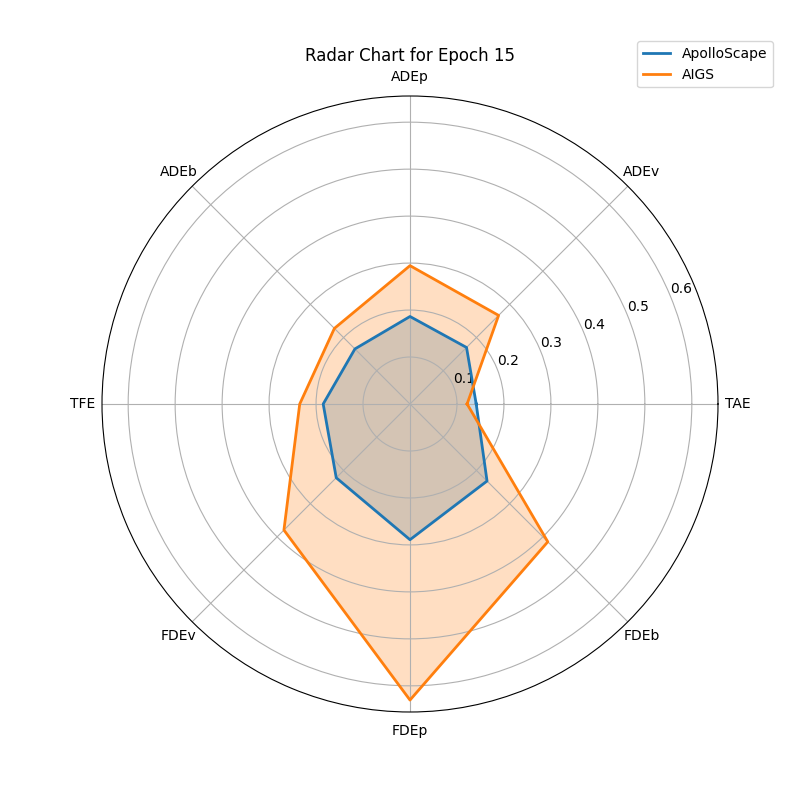 Radar Chart for Epoch 15
ApolloScape
AIGS
ADEp
ADEb
ADEv
0.6
0.5
0.4
0.3
0.2
0.1
TFE
TAE
FDEv
FDEb
FDEp